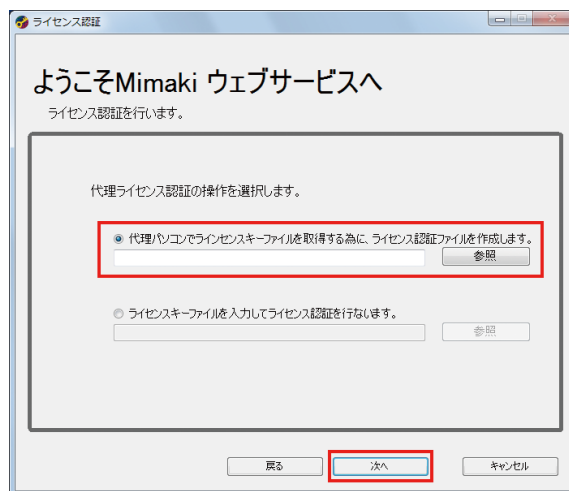 ライセンス認証
ようこそMimaki ウェブサービスへ
ライセンス認証を行います。
代理ライセンス認証の操作を選択します。
代理パソコンでラインセンスキーファイルを取得する為に、ライセンス認証ファイルを作成します。
参照
ライセンスキーファイルを入力してライセンス認証を行なします。
参照
戻る
次へ
キャンセル